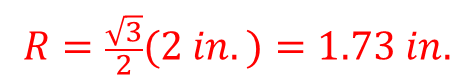 R = √3/2 (2 in.) = 1.73 in.